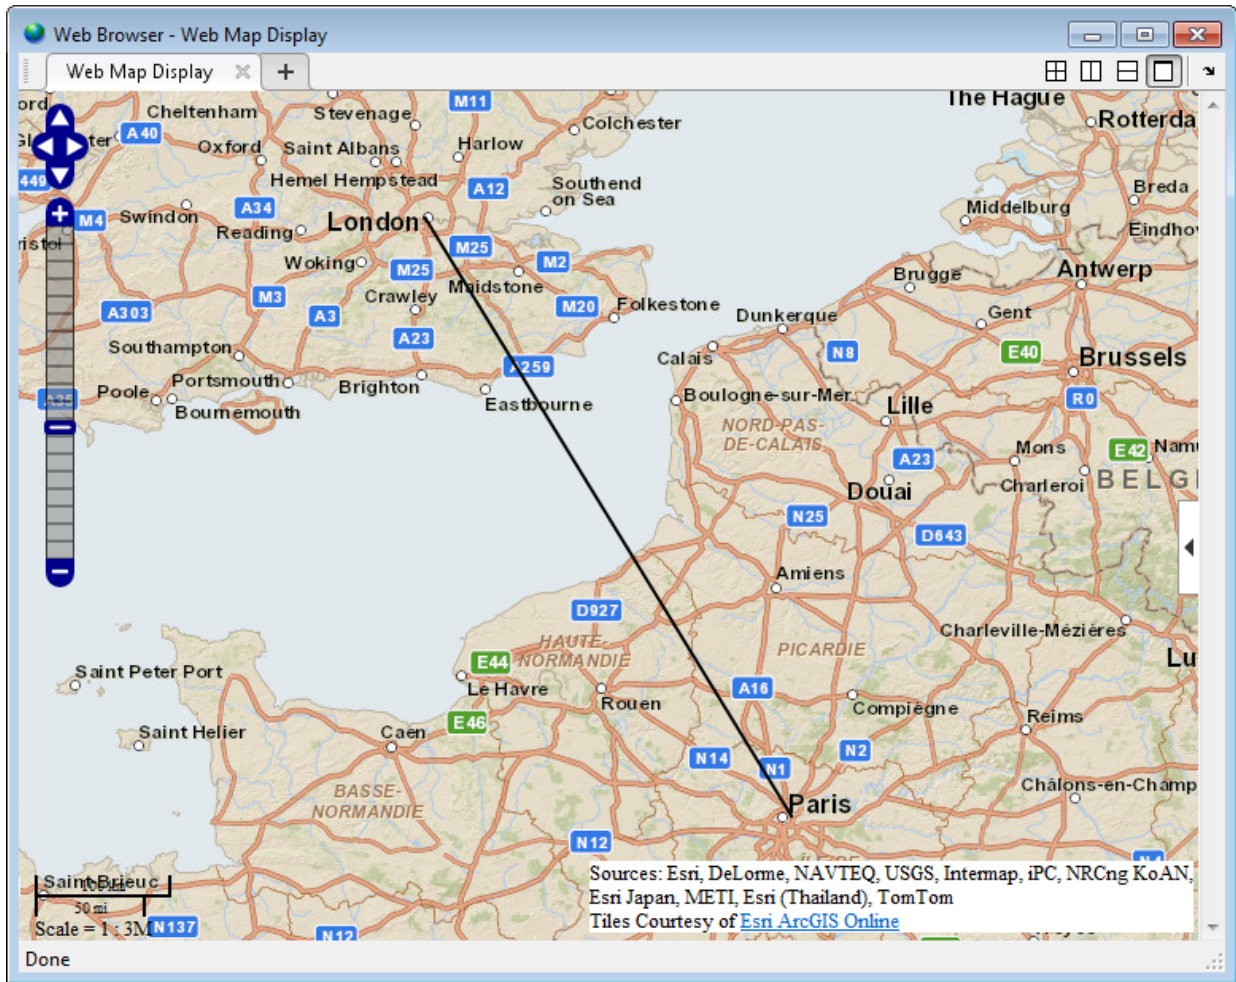 Web Browser - Web Map Display
Web Map Display
The Hague
Cheltenham
Stevenage
M11
Colchester
Rotterda
A40
Oxford
Saint Albans
Harlow
449
Hemel Hempstead
A12
Southend
on Sea
Breda
M4
Swindon
A34
Reading
London
Middelburg
Eindho
M25
Woking
M25
M2
Maidstone
Brugge
Antwerp
M3
Crawley
M20
Folkestone
A303
A3
Dunkerque
Gent
Southampton
A23
Calais
N8
E40
Brussels
A259
Poole
Portsmouth
Brighton
Eastbourne
Boulogne-sur-Mer
Lille
R0
A35
Bournemouth
NORD-PAS-
DE-CALAIS
Mons
E42
Nam
A23
Douai
Charleroi
BELG
N25
D643
Amiens
D927
Charleville-Mézières
HAUTE-
NORMANDIE
PICARDIE
Lu
Saint Peter Port
E44
Le Havre
Rouen
A16
Compiègne
Reims
Saint Helier
Caen
E46
N14
N1
N2
BASSE-
NORMANDIE
Paris
Châlons-en-Champ
N12
Saint-Brieuc
50 mi
Scale = 1 : 3M
N137
N12
Sources: Esri, DeLorme, NAVTEQ, USGS, Intermap, iPC, NRCng KoAN,
Esri Japan, METI, Esri (Thailand), TomTom
Tiles Courtesy of Esri ArcGIS Online
Done